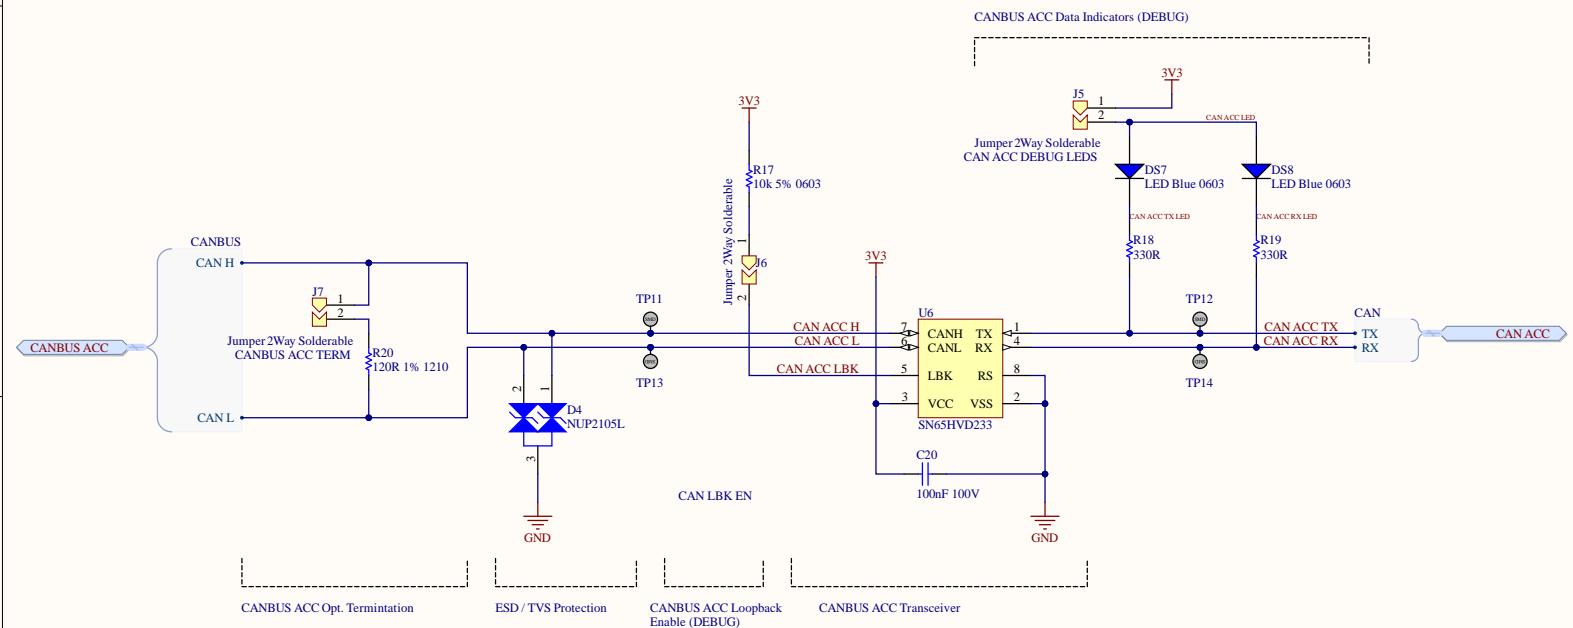 CANBUS ACC Data Indicators (DEBUG)
3V3
J5
1
2
CAN ACC LED
Jumper 2Way Solderable
CAN ACC DEBUG LEDS
DS7
LED Blue 0603
DS8
LED Blue 0603
CAN ACC TX LED
CAN ACC RX LED
R18
330R
R19
330R
3V3
R17
10k 5% 0603
Jumper 2Way Solderable
1
J6
2
3V3
CANBUS
CAN H
CAN L
CANBUS ACC
J7
1
2
Jumper 2Way Solderable
CANBUS ACC TERM
R20
120R 1% 1210
TP11
SMD
TP13
SMD
CAN ACC H
CAN ACC L
CAN ACC LBK
U6
7
CANH
TX
1
6
CANL
RX
4
5
LBK
RS
8
3
VCC
VSS
2
SN65HVD233
TP12
SMD
TP14
SMD
CAN ACC TX
CAN ACC RX
CAN
TX
RX
CAN ACC
2
1
D4
NUP2105L
3
GND
CAN LBK EN
C20
100nF 100V
GND
CANBUS ACC Opt. Termintation
ESD / TVS Protection
CANBUS ACC Loopback
Enable (DEBUG)
CANBUS ACC Transceiver